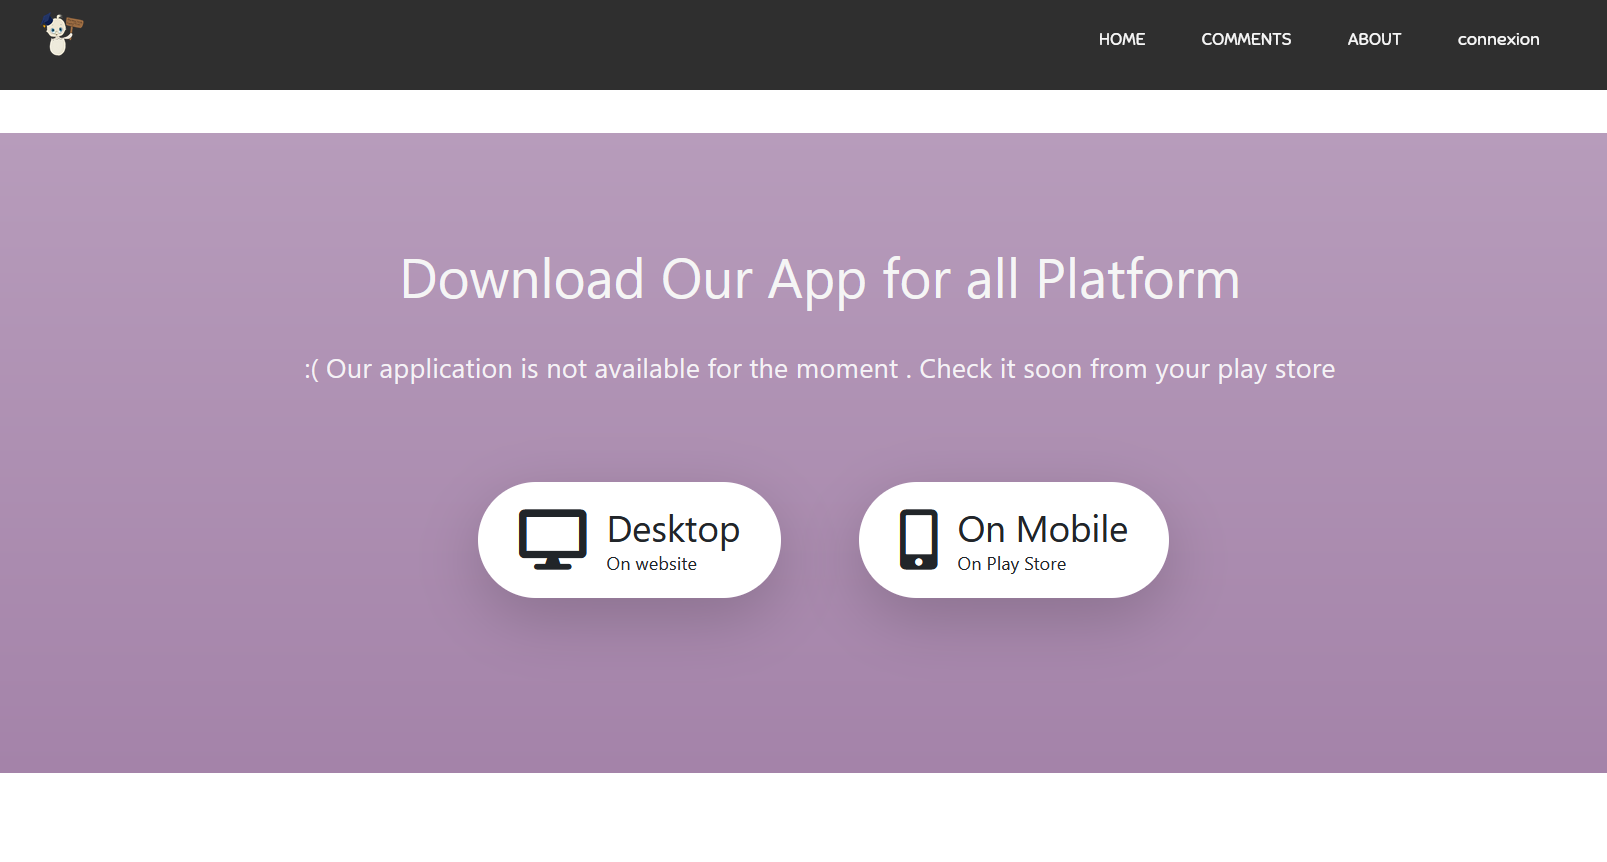 HOME COMMENTS ABOUT connexion
Download Our App for all Platform
:( Our application is not available for the moment . Check it soon from your play store
Desktop
On website
On Mobile
On Play Store